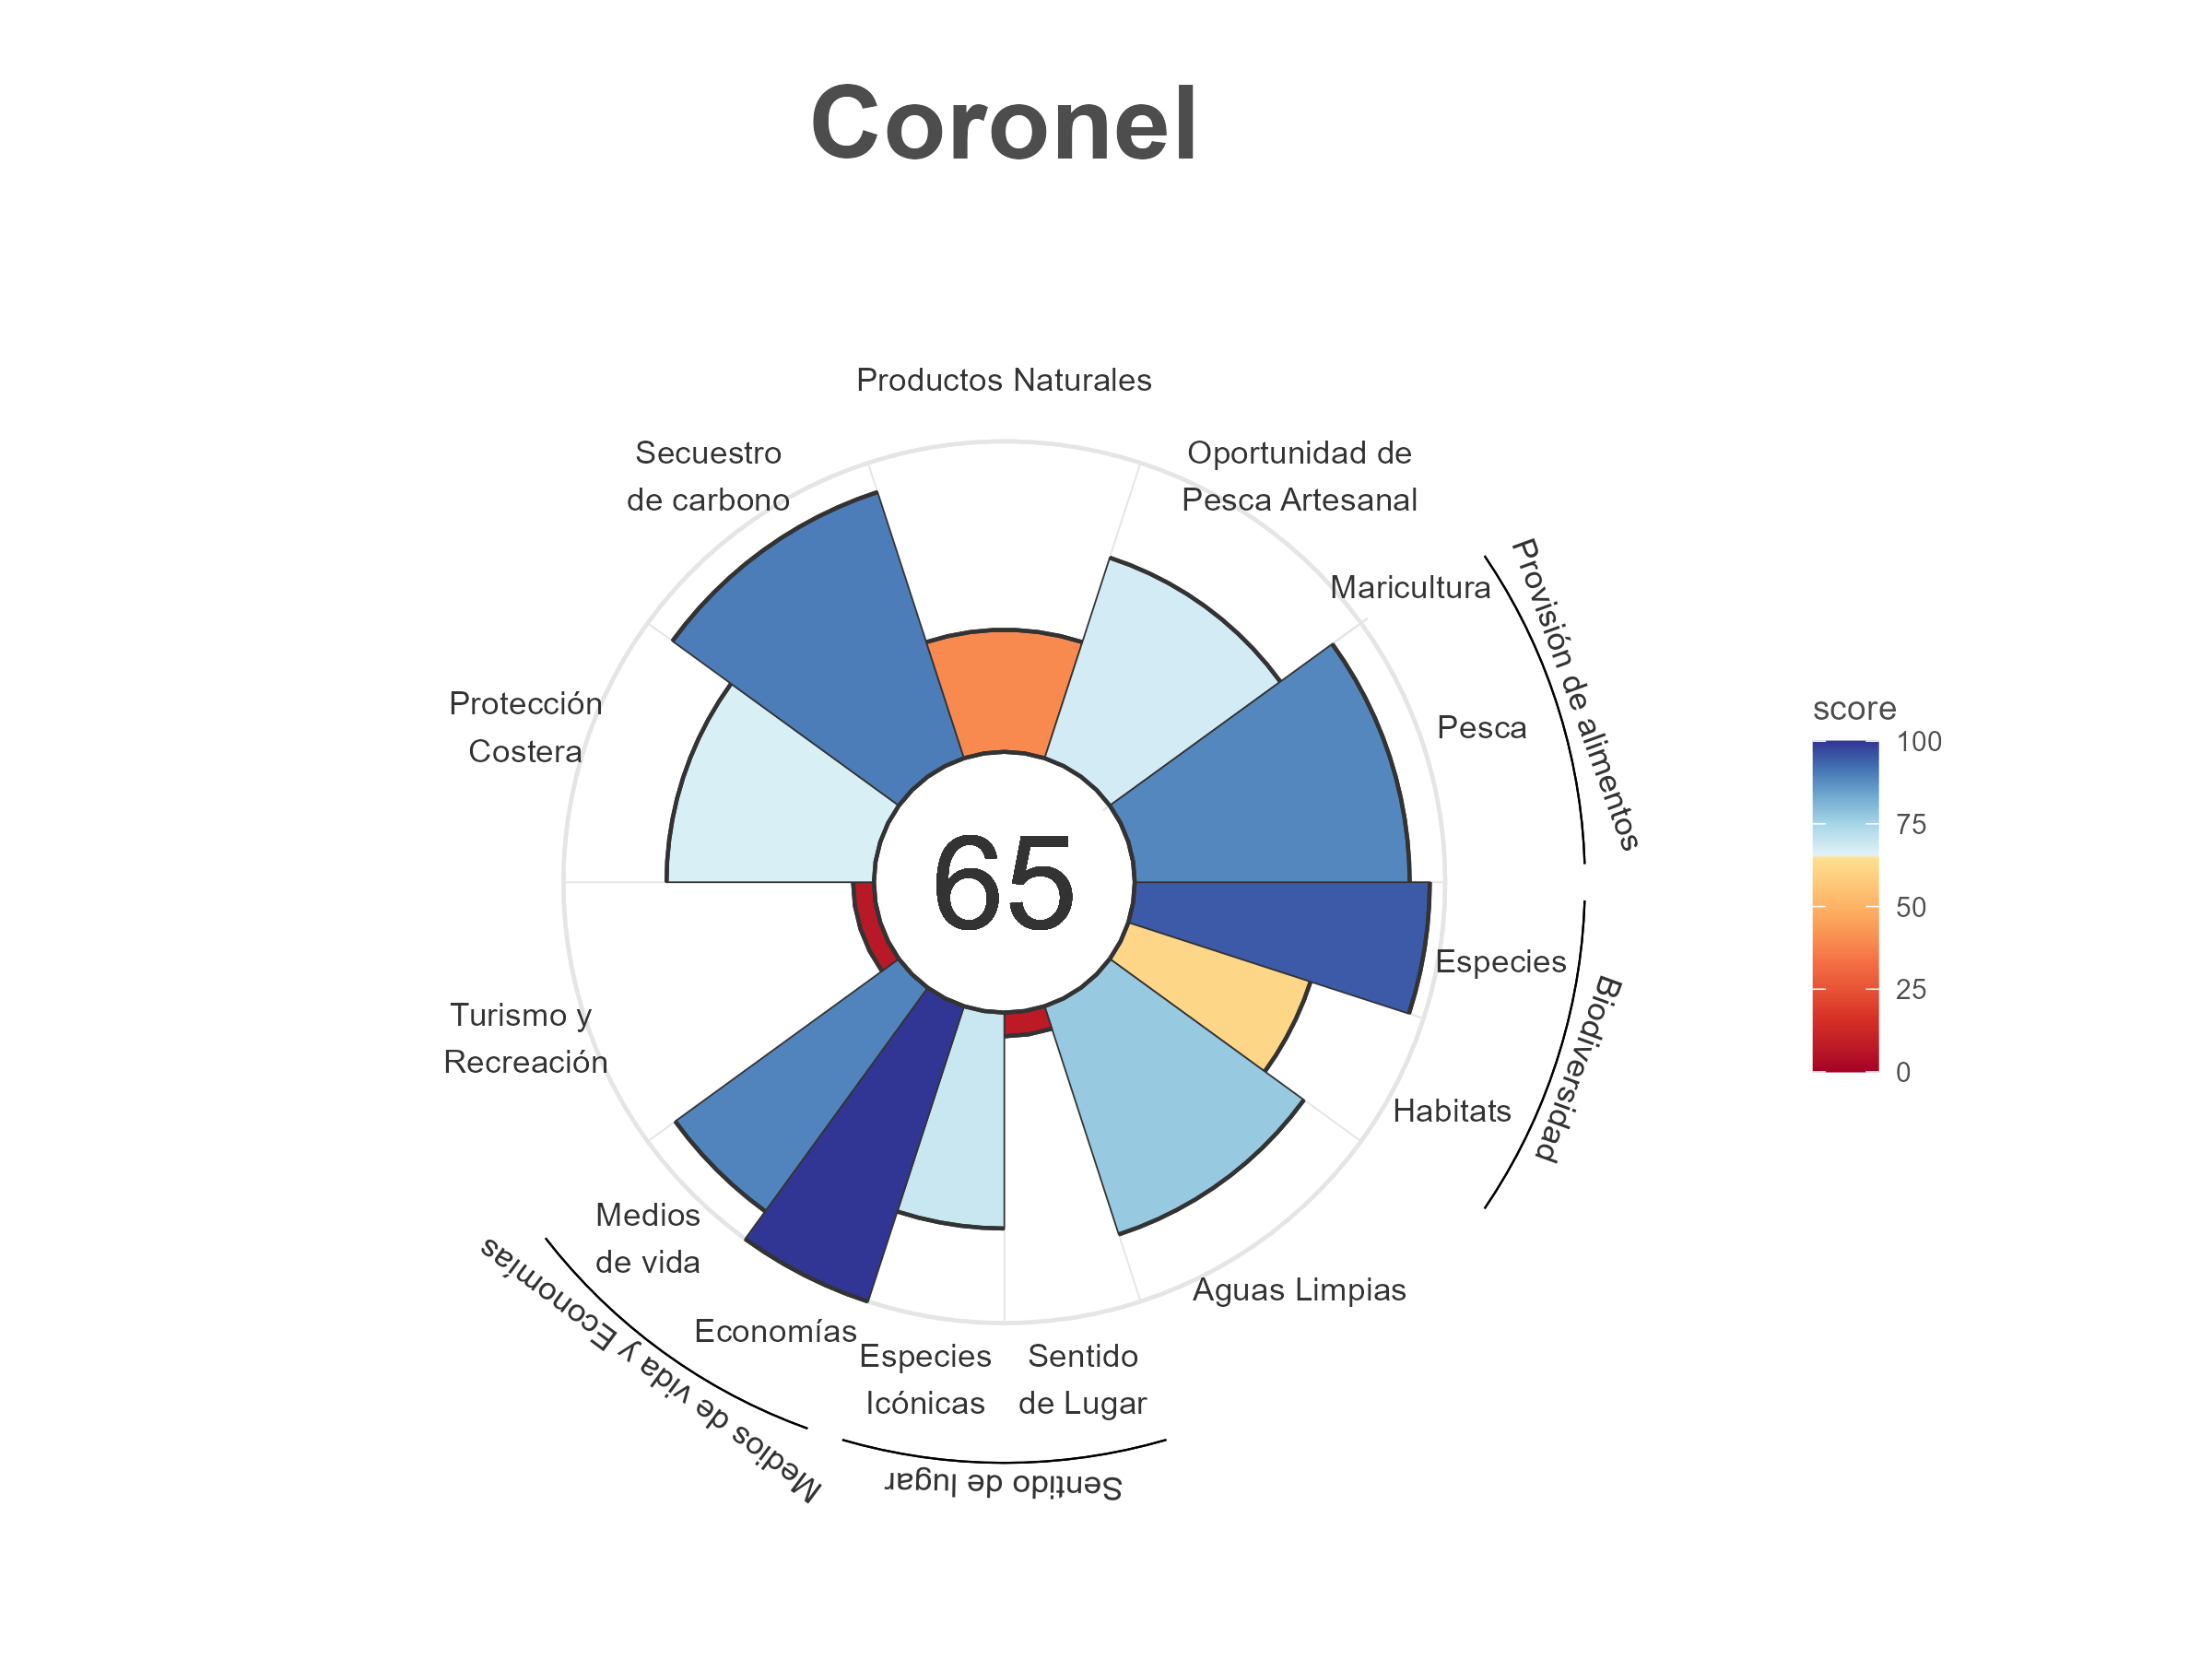 Coronel
Productos Naturales
Secuestro
de carbono
Oportunidad de
Pesca Artesanal
Maricultura
Provisión de alimentos
Protección
Costera
Pesca
score
100
75
50
25
0
65
Especies
Biodiversidad
Turismo y
Recreación
Habitats
Medios
de vida
Aguas Limpias
Economías
Medios de vida y Economías
Especies
Icónicas
Sentido
de Lugar
Sentido de lugar